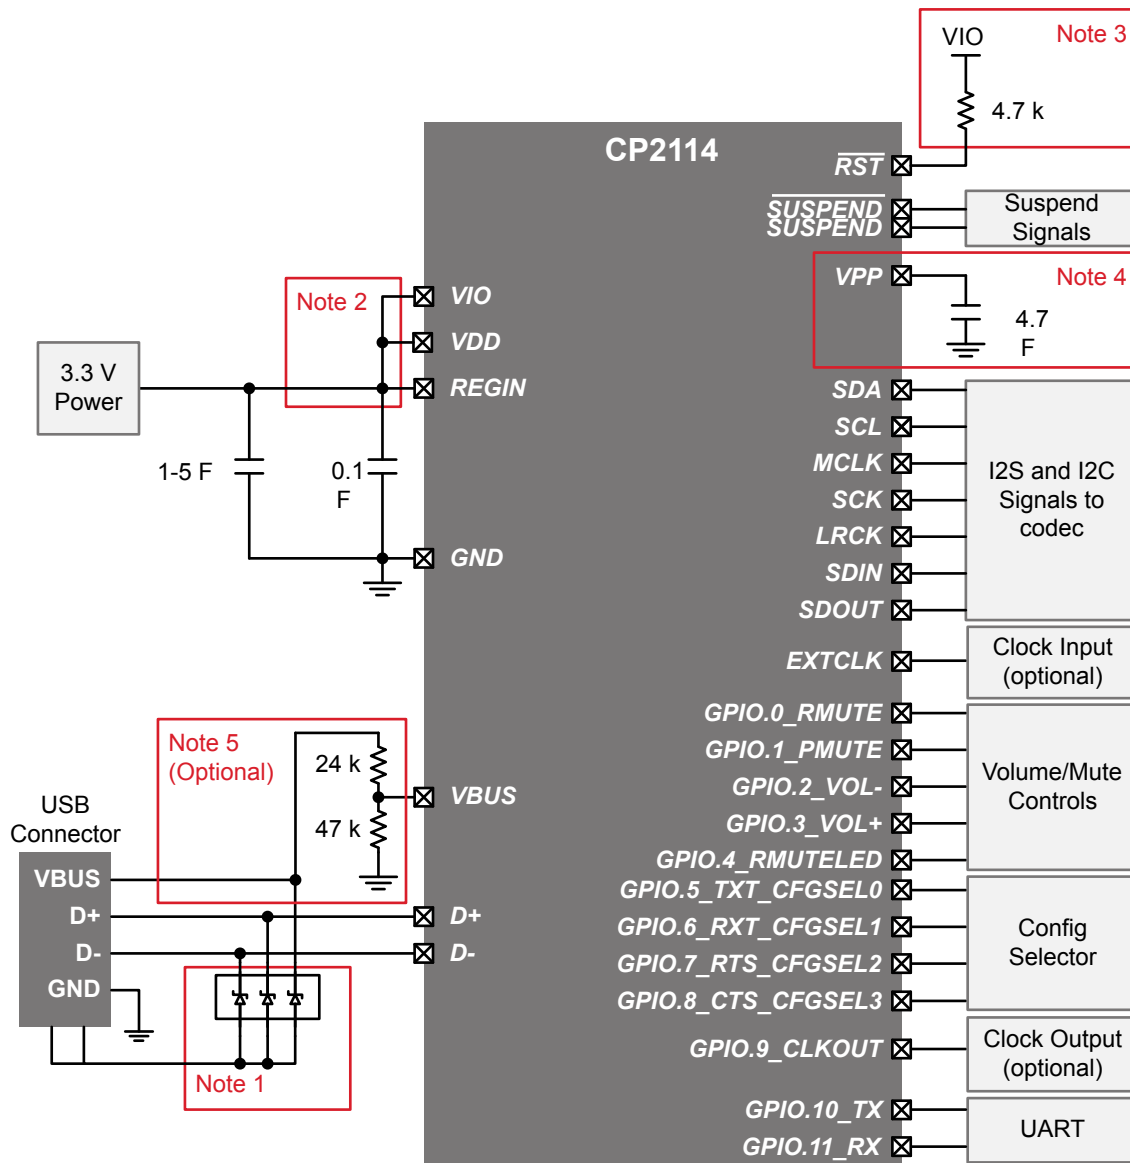 VIO
Note 3
4.7 k
CP2114
RST
SUSPEND
SUSPEND
Suspend
Signals
VPP
Note 4
4.7
F
Note 2
VIO
VDD
REGIN
3.3 V
Power
1-5 F
0.1
F
GND
SDA
SCL
MCLK
SCK
LRCK
SDIN
SDOUT
I2S and I2C
Signals to
codec
EXTCLK
Clock Input
(optional)
GPIO.0_RMUTE
GPIO.1_PMUTE
GPIO.2_VOL-
GPIO.3_VOL+
GPIO.4_RMUTELED
Volume/Mute
Controls
Note 5
(Optional)
24 k
47 k
VBUS
USB
Connector
VBUS
D+
D-
GND
D+
D-
Note 1
GPIO.5_TXT_CFGSEL0
GPIO.6_RXT_CFGSEL1
GPIO.7_RTS_CFGSEL2
GPIO.8_CTS_CFGSEL3
Config
Selector
GPIO.9_CLKOUT
Clock Output
(optional)
GPIO.10_TX
GPIO.11_RX
UART